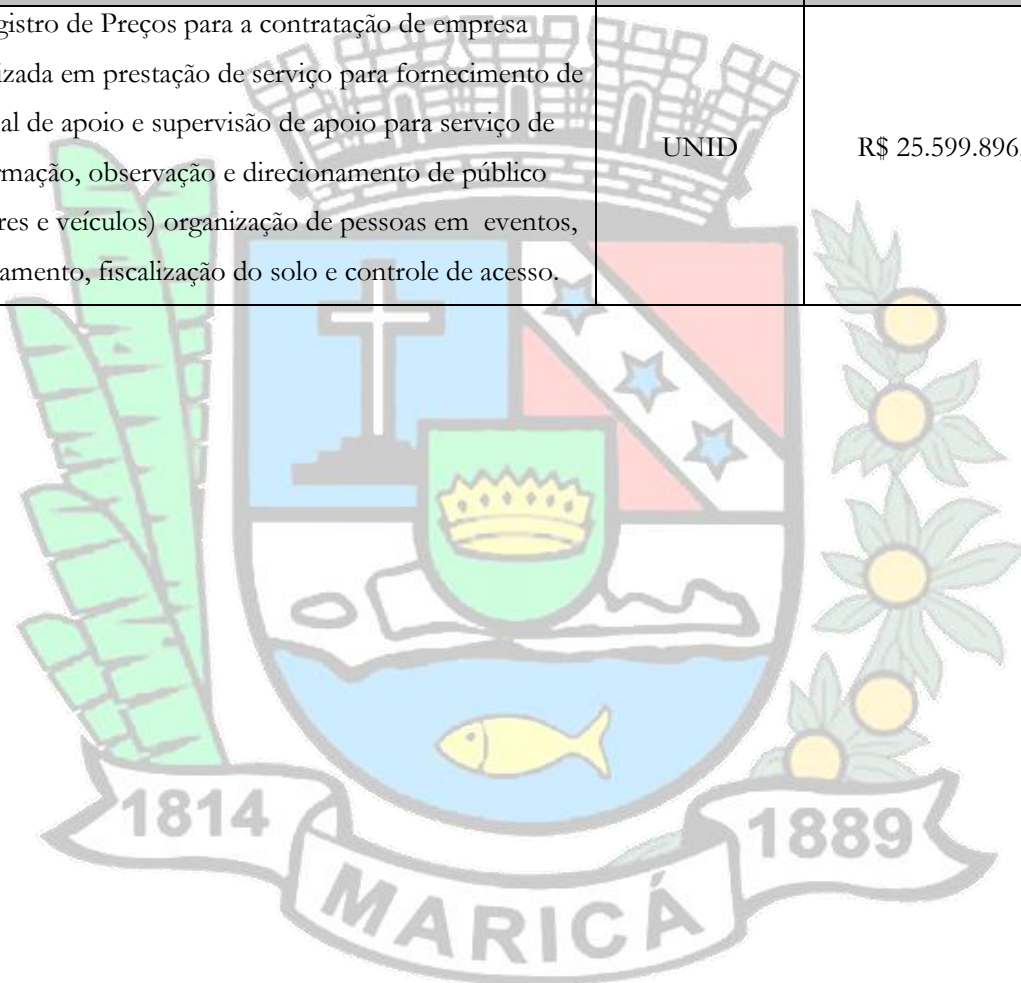 gistro de Preços para a contratação de empresa
izada em prestação de serviço para fornecimento de
al de apoio e supervisão de apoio para serviço de
rmação, observação e direcionamento de público
res e veículos) organização de pessoas em eventos,
amento, fiscalização do solo e controle de acesso.
UNID
R$ 25.599.896,
1814
1889
MARICÁ